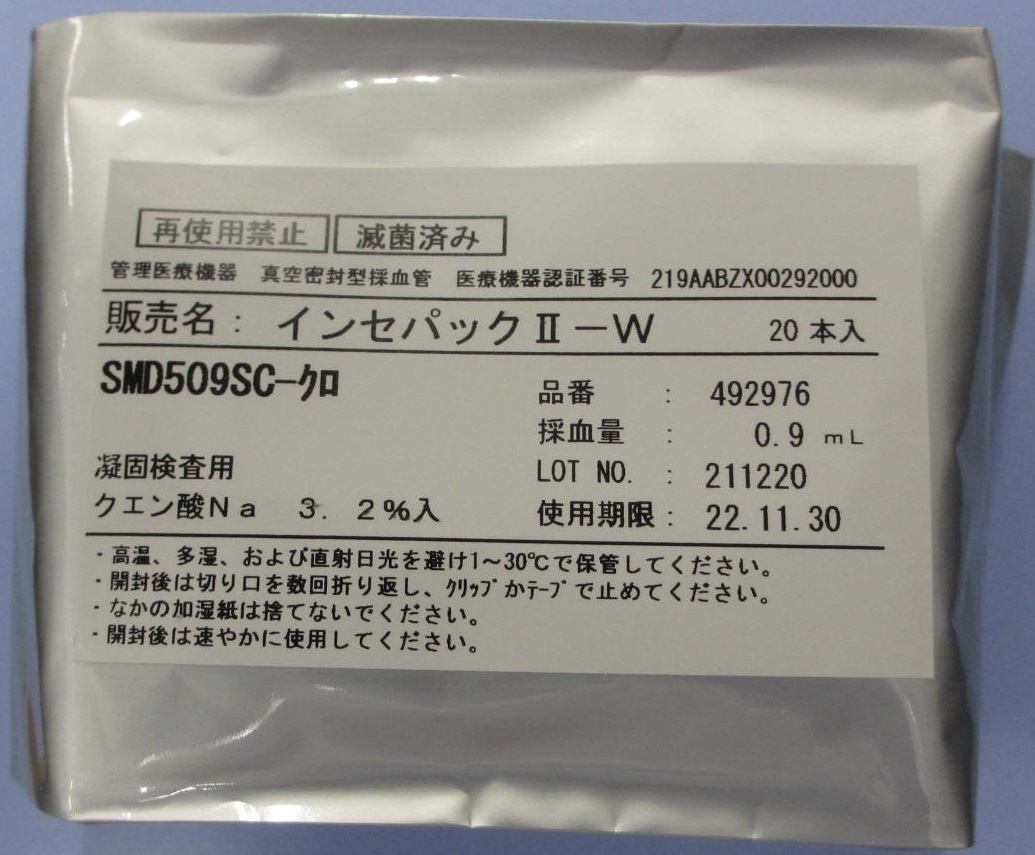 再使用禁止 滅菌済み
管理医療機器 真空密封型採血管 医療機器認証番号 219AABZX00292000
販売名： インセパックⅡ－W 20本入
SMD509SC-ｸﾛ
品番 ： 492976
採血量 ： 0.9 mL
凝固検査用
LOT NO. ： 211220
クエン酸Ｎａ ３．２％入
使用期限： 22.11.30
・高温、多湿、および直射日光を避け1～30℃で保管してください。
・開封後は切り口を数回折り返し、ｸﾘｯﾌﾟかﾃｰﾌﾟで止めてください。
・なかの加湿紙は捨てないでください。
・開封後は速やかに使用してください。